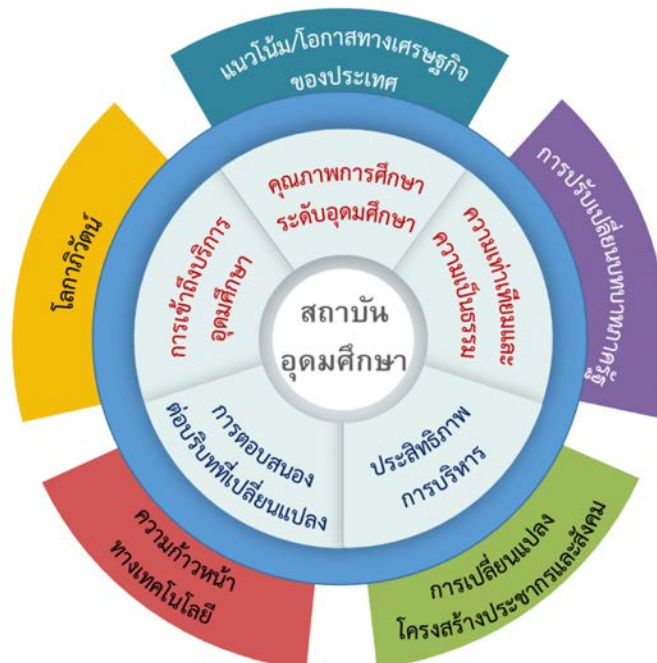 แนวโน้ม/โอกาสทางเศรษฐกิจ
ของประเทศ
การปรับเปลี่ยนบทบาทภาครัฐ
การเปลี่ยนแปลง
โครงสร้างประชากรและสังคม
ความก้าวหน้า
ทางเทคโนโลยี
โลกาภิวัตน์
คุณภาพการศึกษา
ระดับอุดมศึกษา
ความเท่าเทียมและ
ความเป็นธรรม
ประสิทธิภาพ
การบริหาร
การตอบสนอง
ต่อบริบทที่เปลี่ยนแปลง
การเข้าถึงบริการ
อุดมศึกษา
สถาบัน
อุดมศึกษา